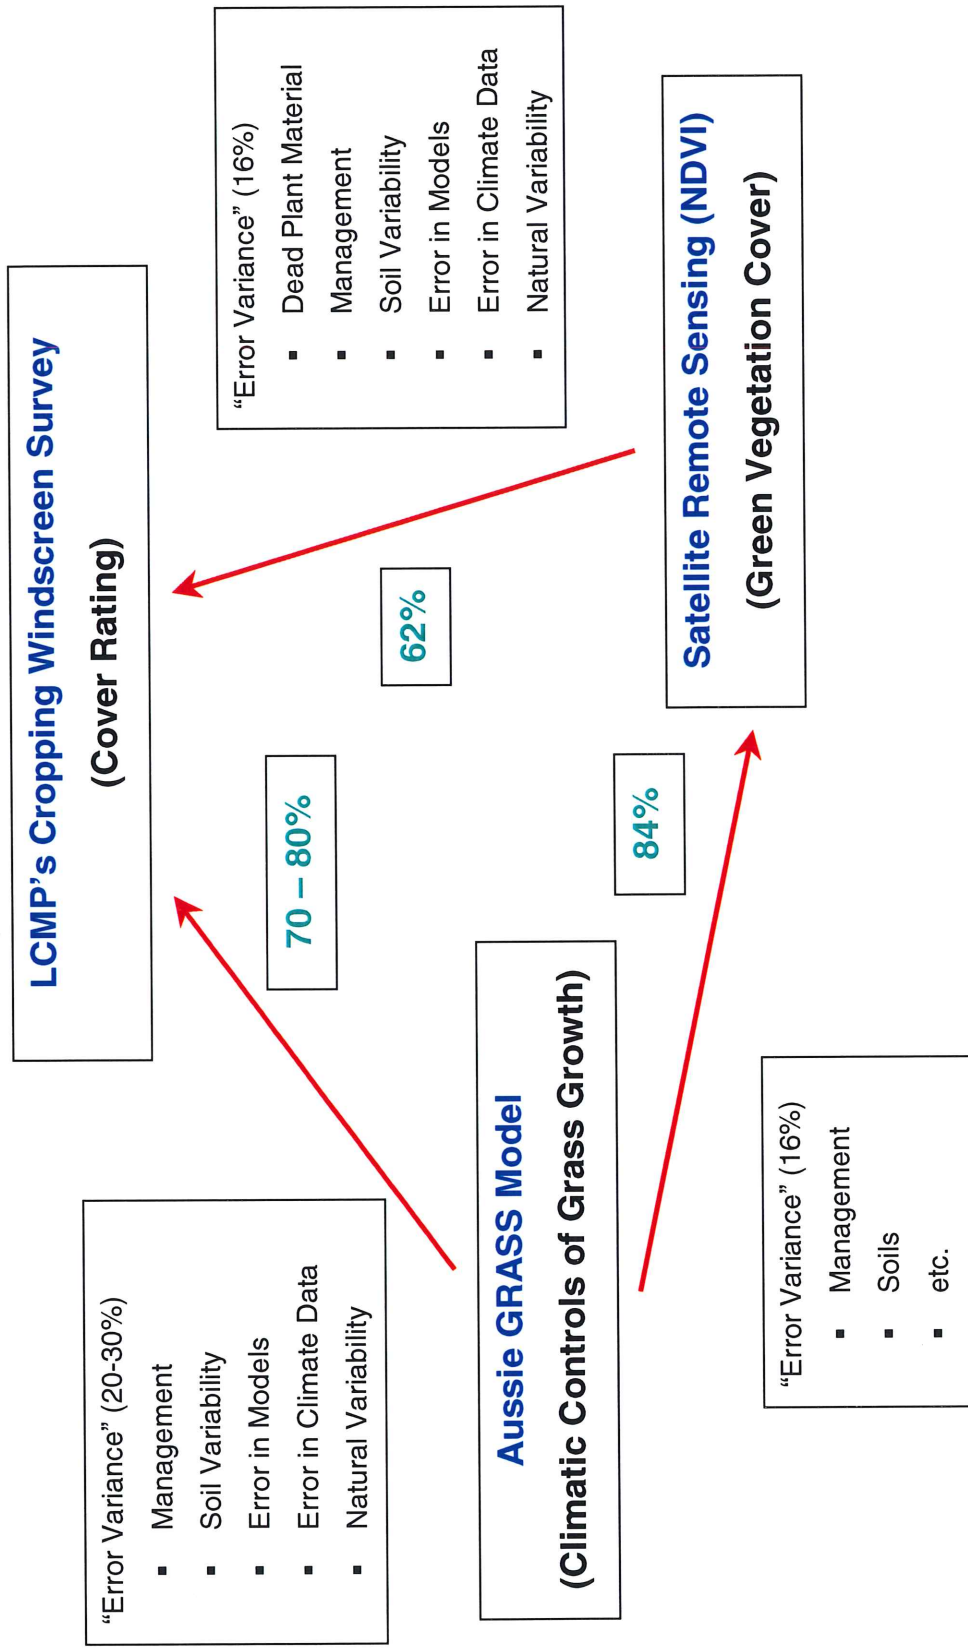 LCMP’s Cropping Windscreen Survey
(Cover Rating)
“Error Variance” (20-30%)
▪ Management
▪ Soil Variability
▪ Error in Models
▪ Error in Climate Data
▪ Natural Variability
70 – 80%
62%
“Error Variance” (16%)
▪ Dead Plant Material
▪ Management
▪ Soil Variability
▪ Error in Models
▪ Error in Climate Data
▪ Natural Variability
Aussie GRASS Model
(Climatic Controls of Grass Growth)
84%
Satellite Remote Sensing (NDVI)
(Green Vegetation Cover)
“Error Variance” (16%)
▪ Management
▪ Soils
▪ etc.